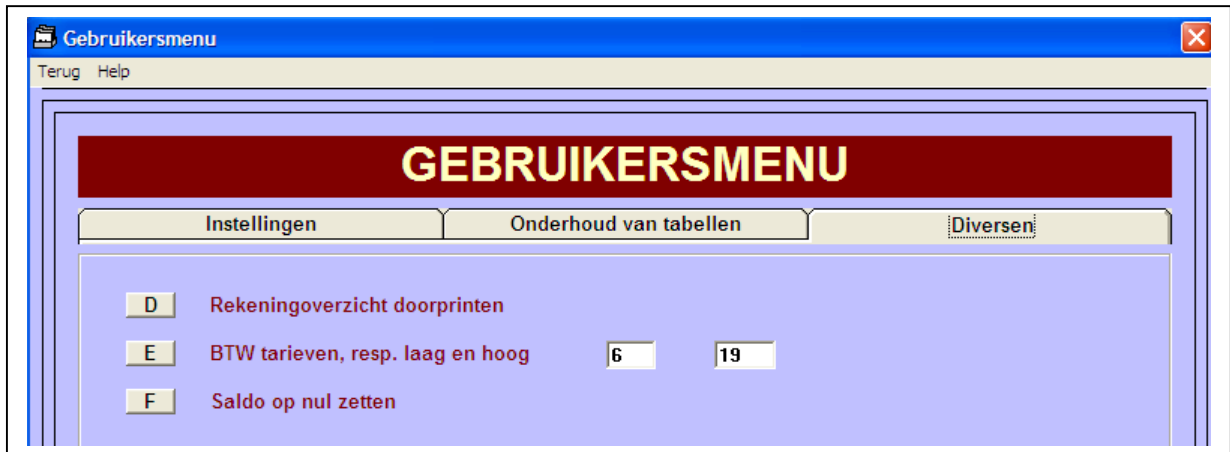 Gebruikersmenu
Terug Help
GEBRUIKERSMENU
Instellingen Onderhoud van tabellen Diversen
D Rekeningoverzicht doorprinten
E BTW tarieven, resp. laag en hoog 6 19
F Saldo op nul zetten